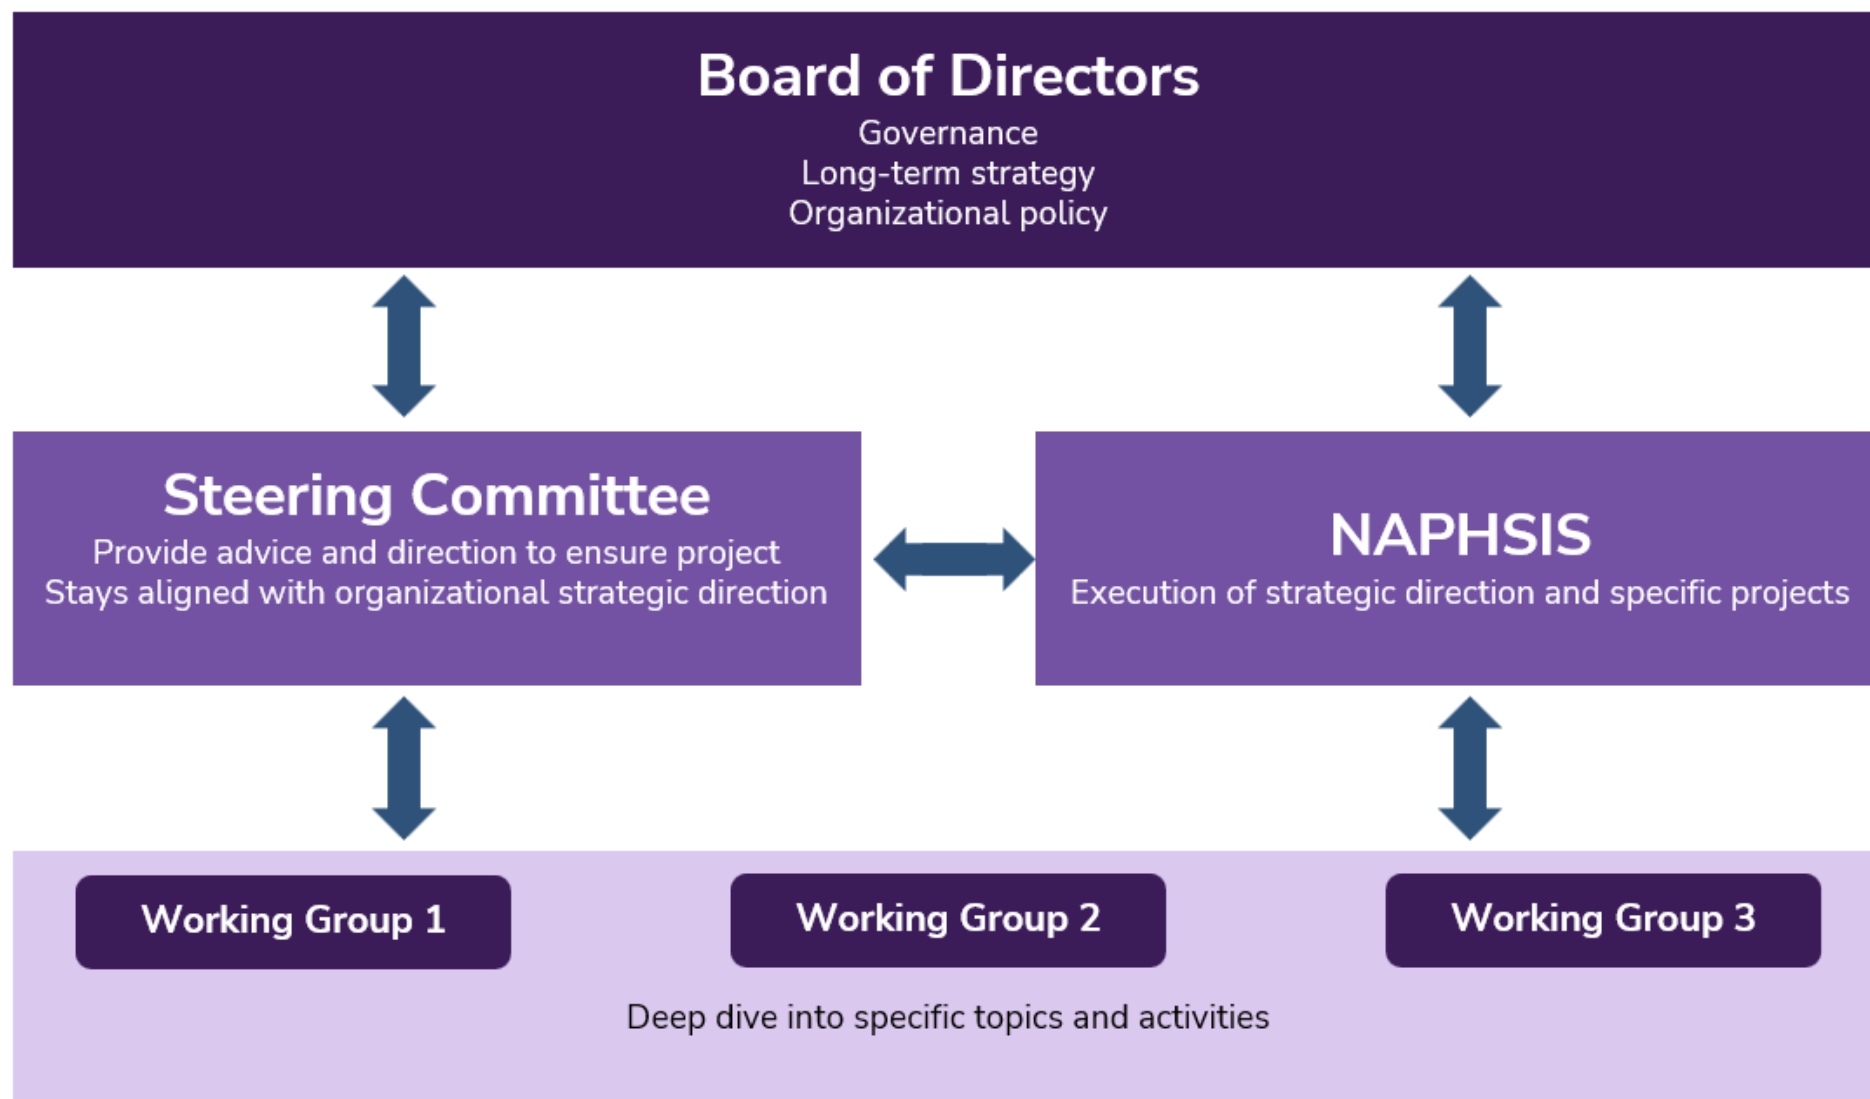 Board of Directors
Governance
Long-term strategy
Organizational policy
Steering Committee
Provide advice and direction to ensure project
Stays aligned with organizational strategic direction
NAPHSIS
Execution of strategic direction and specific projects
Working Group 1
Working Group 2
Working Group 3
Deep dive into specific topics and activities